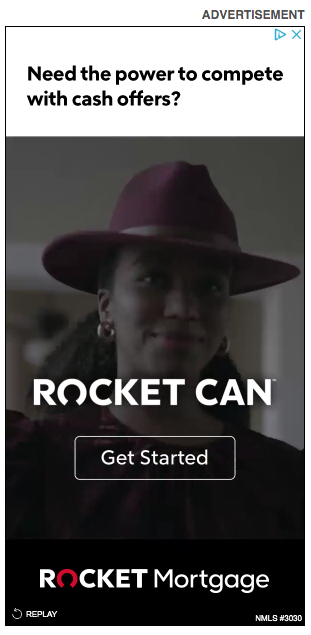 ADVERTISEMENT
Need the power to compete
with cash offers?
ROCKET CAN™
Get Started
ROCKET Mortgage
REPLAY
NMLS #3030